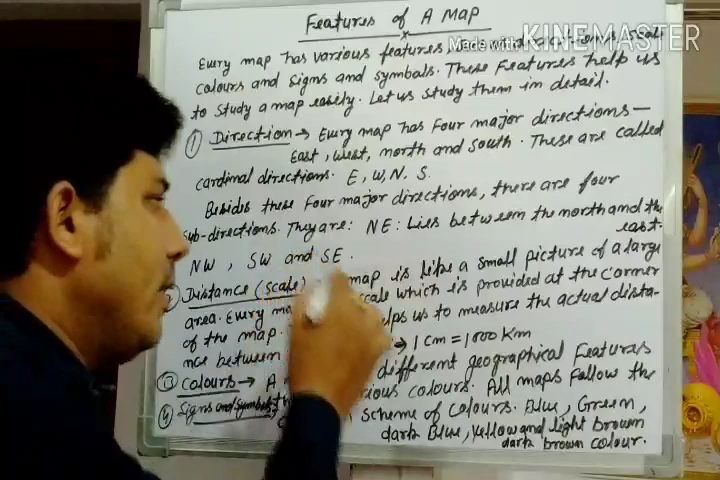 Features of A Map
Made with KINEMASTER
Every map has various features, Scale
colours and signs and symbols. These Features help us
to study a map easily. Let us study them in detail.
① Direction → Every map has Four major directions—
East, West, north and South. These are called
cardinal directions. E, W, N. S.
Besides these Four major directions, there are four
sub-directions. They are: NE: Lies between the north and the
east.
NW, SW and SE.
② Distance (Scale) map is like a small picture of a large
area. Every scale which is provided at the corner
of the map. helps us to measure the actual dista-
nce between → 1 cm = 1000 Km
③ Colours → A different geographical Features
various colours. All maps Follow the
④ Signs and symbols scheme of Colours. Blue, Green,
dark Blue, yellow and light brown
dark brown colour.